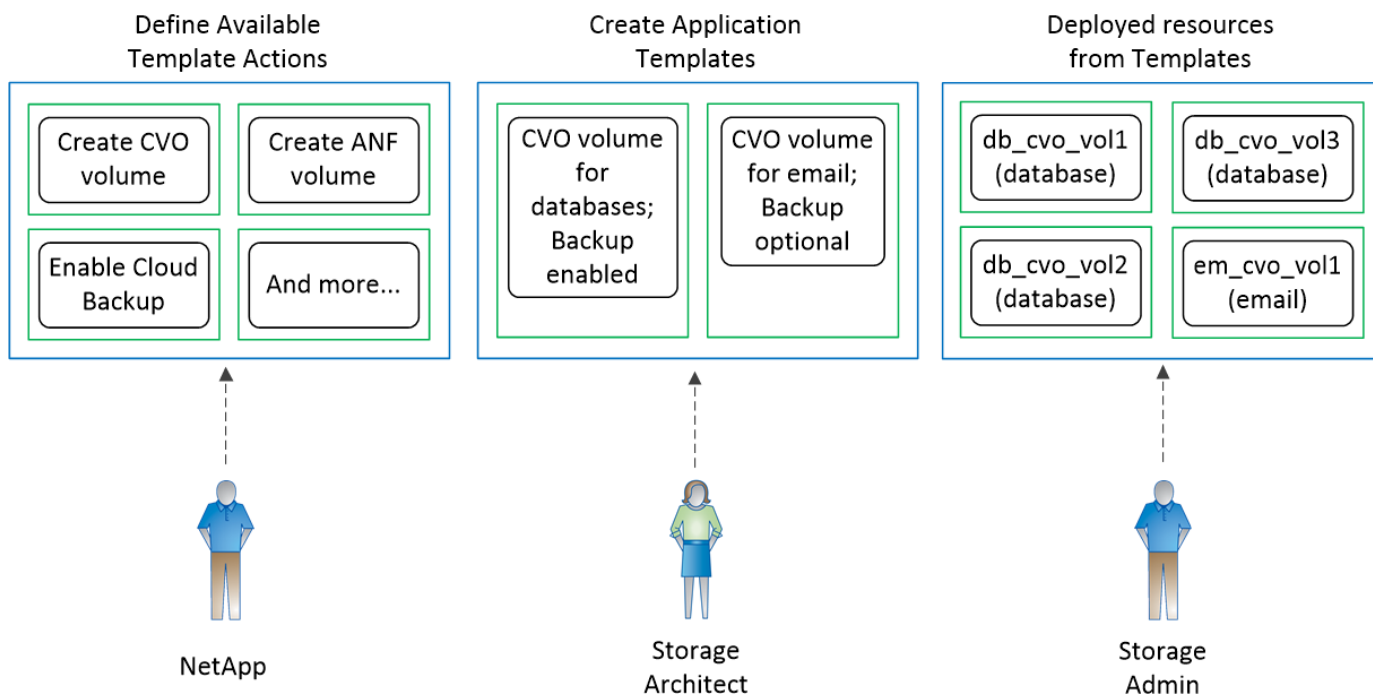 Define Available
Template Actions
Create CVO
volume
Create ANF
volume
Enable Cloud
Backup
And more...
NetApp
Create Application
Templates
CVO volume
for
databases;
Backup
enabled
CVO volume
for email;
Backup
optional
Storage
Architect
Deployed resources
from Templates
db_cvo_vol1
(database)
db_cvo_vol3
(database)
db_cvo_vol2
(database)
em_cvo_vol1
(email)
Storage
Admin